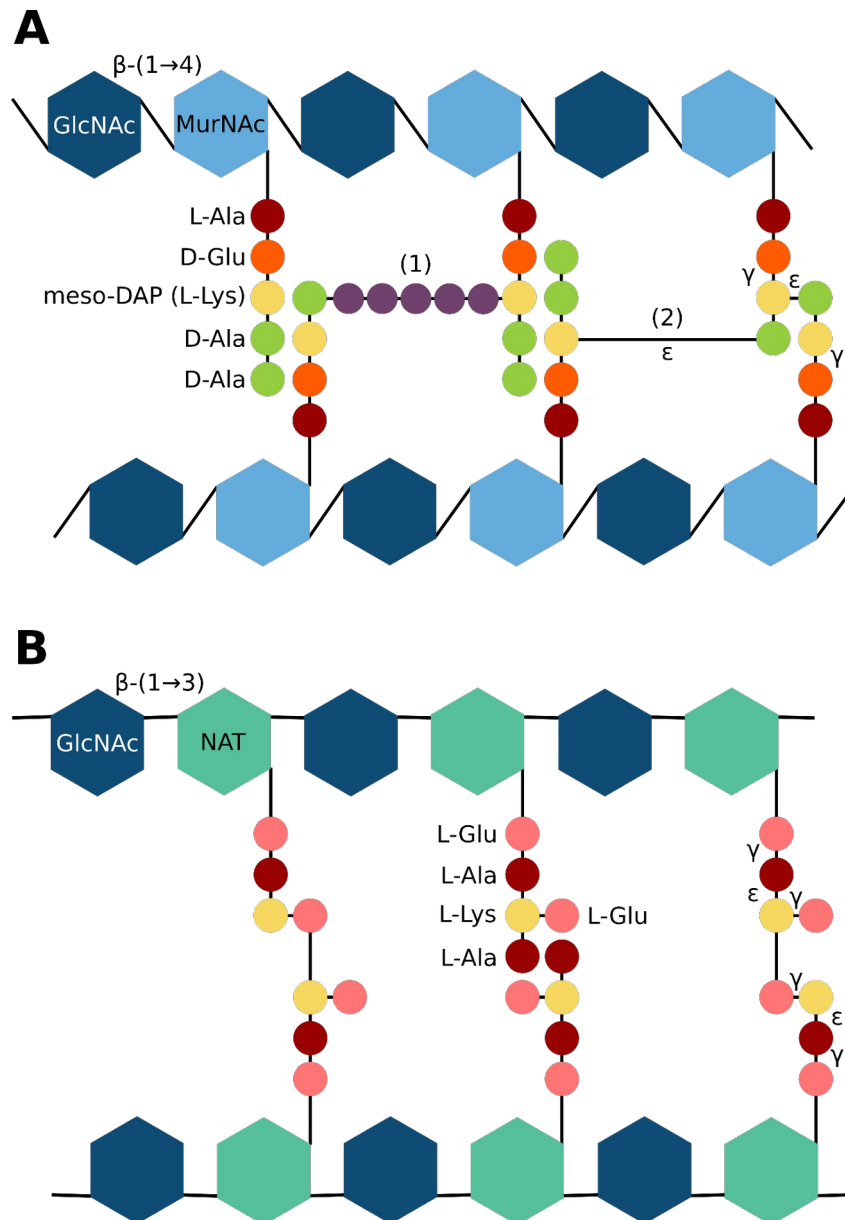 A
β-(1→4)
GlcNAc
MurNAc
L-Ala
D-Glu
(1)
γ
ε
meso-DAP (L-Lys)
(2)
D-Ala
ε
γ
D-Ala
B
β-(1→3)
GlcNAc
NAT
L-Glu
γ
L-Ala
ε
γ
L-Lys
L-Glu
L-Ala
γ
ε
γ